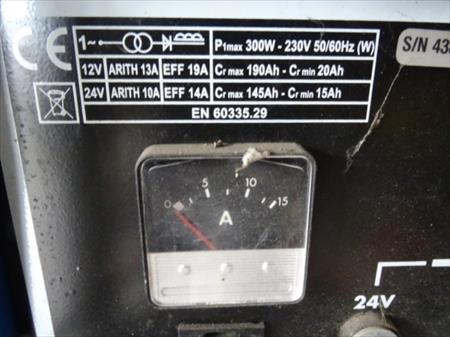 1~ P1max 300W - 230V 50/60Hz (W)
CE 12V ARITH 13A EFF 19A Cr max 190Ah - Cr min 20Ah
24V ARITH 10A EFF 14A Cr max 145Ah - Cr min 15Ah
EN 60335.29
S/N 43
0 5 10 15
A
24V